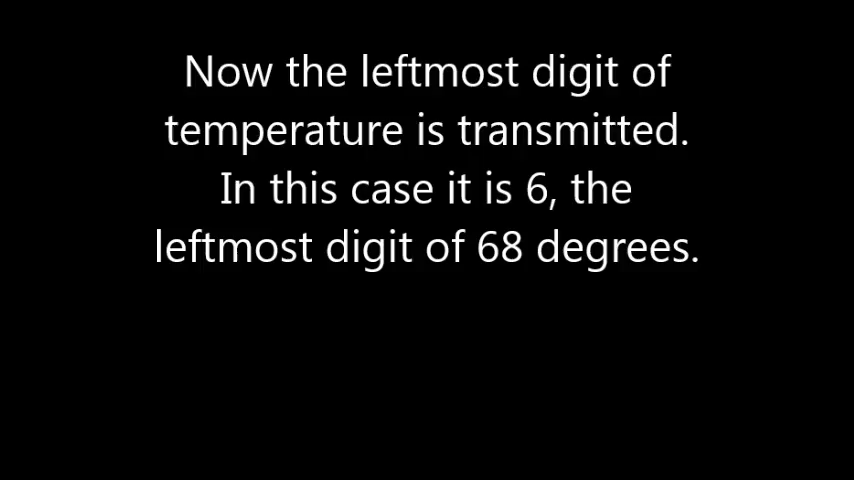 Now the leftmost digit of
temperature is transmitted.
In this case it is 6, the
leftmost digit of 68 degrees.